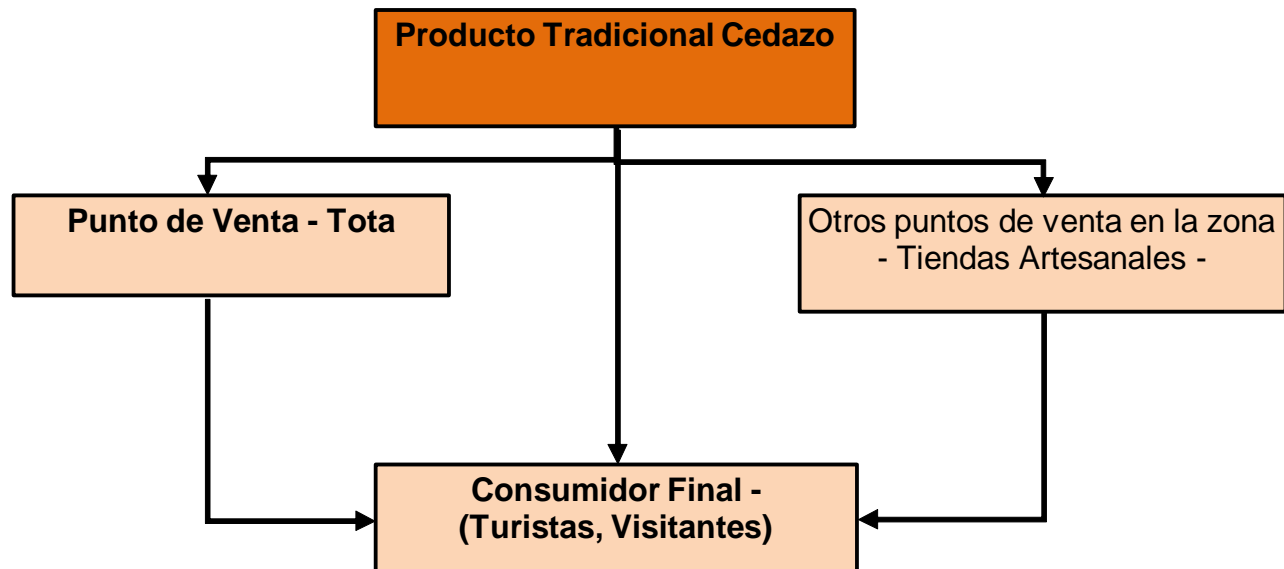 Producto Tradicional Cedazo
Punto de Venta - Tota
Otros puntos de venta en la zona
- Tiendas Artesanales -
Consumidor Final -
(Turistas, Visitantes)